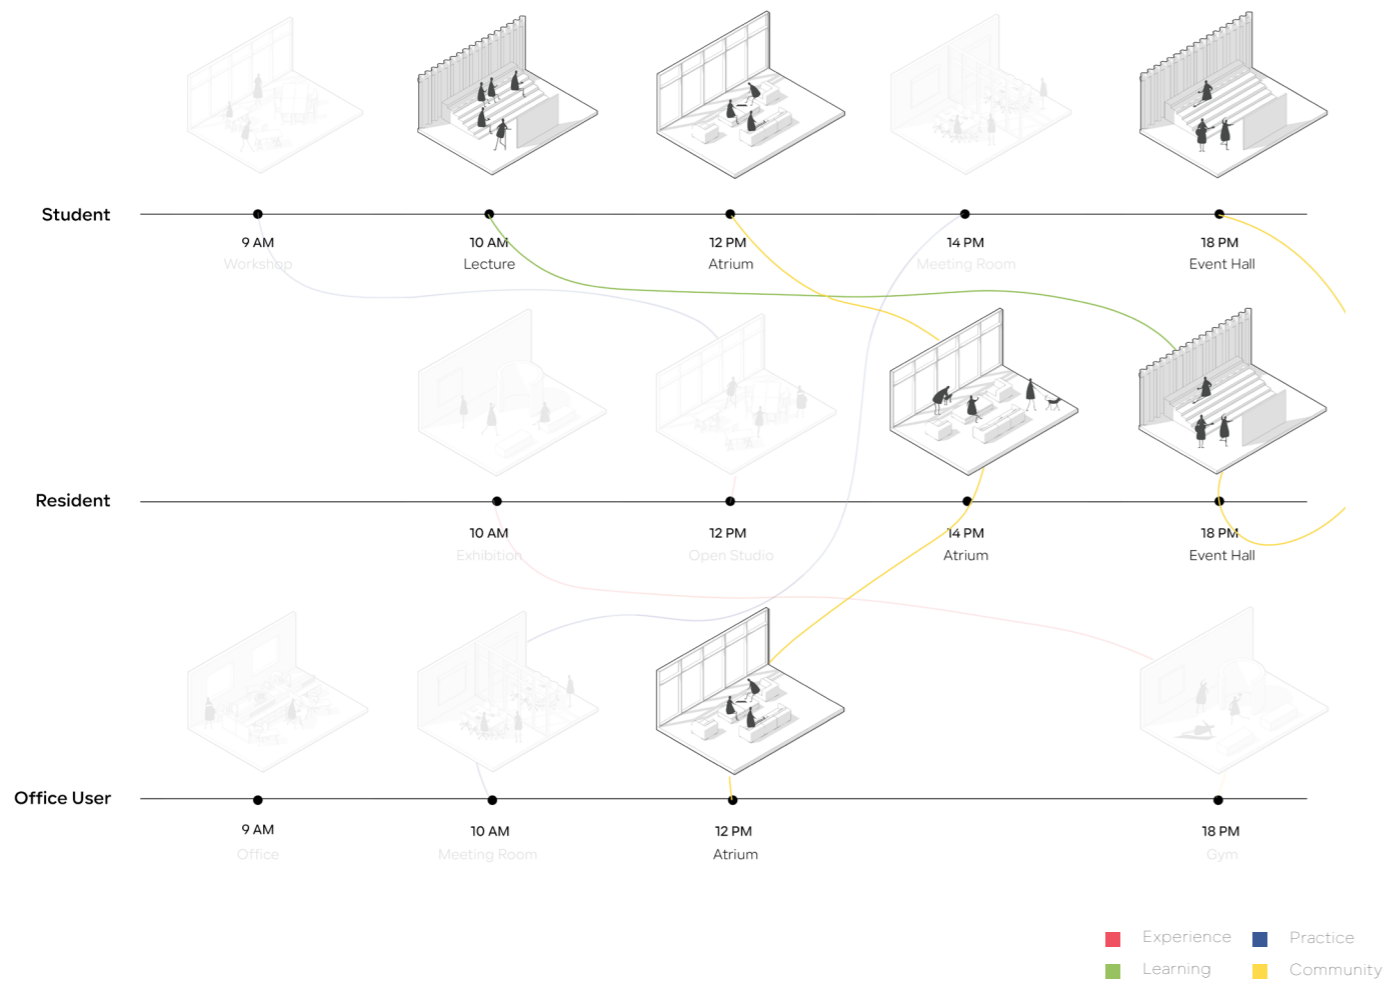 Student
9 AM
10 AM
12 PM
14 PM
18 PM
Workshop
Lecture
Atrium
Meeting Room
Event Hall
Resident
10 AM
12 PM
14 PM
18 PM
Exhibition
Open Studio
Atrium
Event Hall
Office User
9 AM
10 AM
12 PM
18 PM
Office
Meeting Room
Atrium
Gym
Experience
Practice
Learning
Community